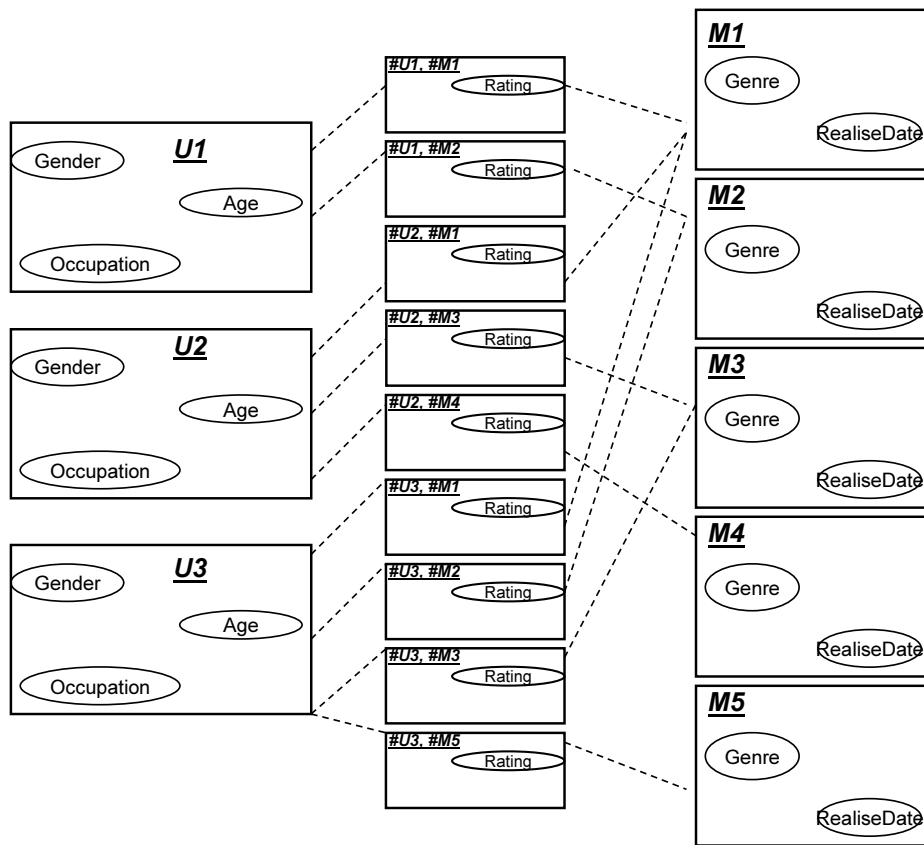 U1
Gender
Age
Occupation
U2
Gender
Age
Occupation
U3
Gender
Age
Occupation
#U1, #M1
Rating
#U1, #M2
Rating
#U2, #M1
Rating
#U2, #M3
Rating
#U2, #M4
Rating
#U3, #M1
Rating
#U3, #M2
Rating
#U3, #M3
Rating
#U3, #M5
Rating
M1
Genre
RealiseDate
M2
Genre
RealiseDate
M3
Genre
RealiseDate
M4
Genre
RealiseDate
M5
Genre
RealiseDate